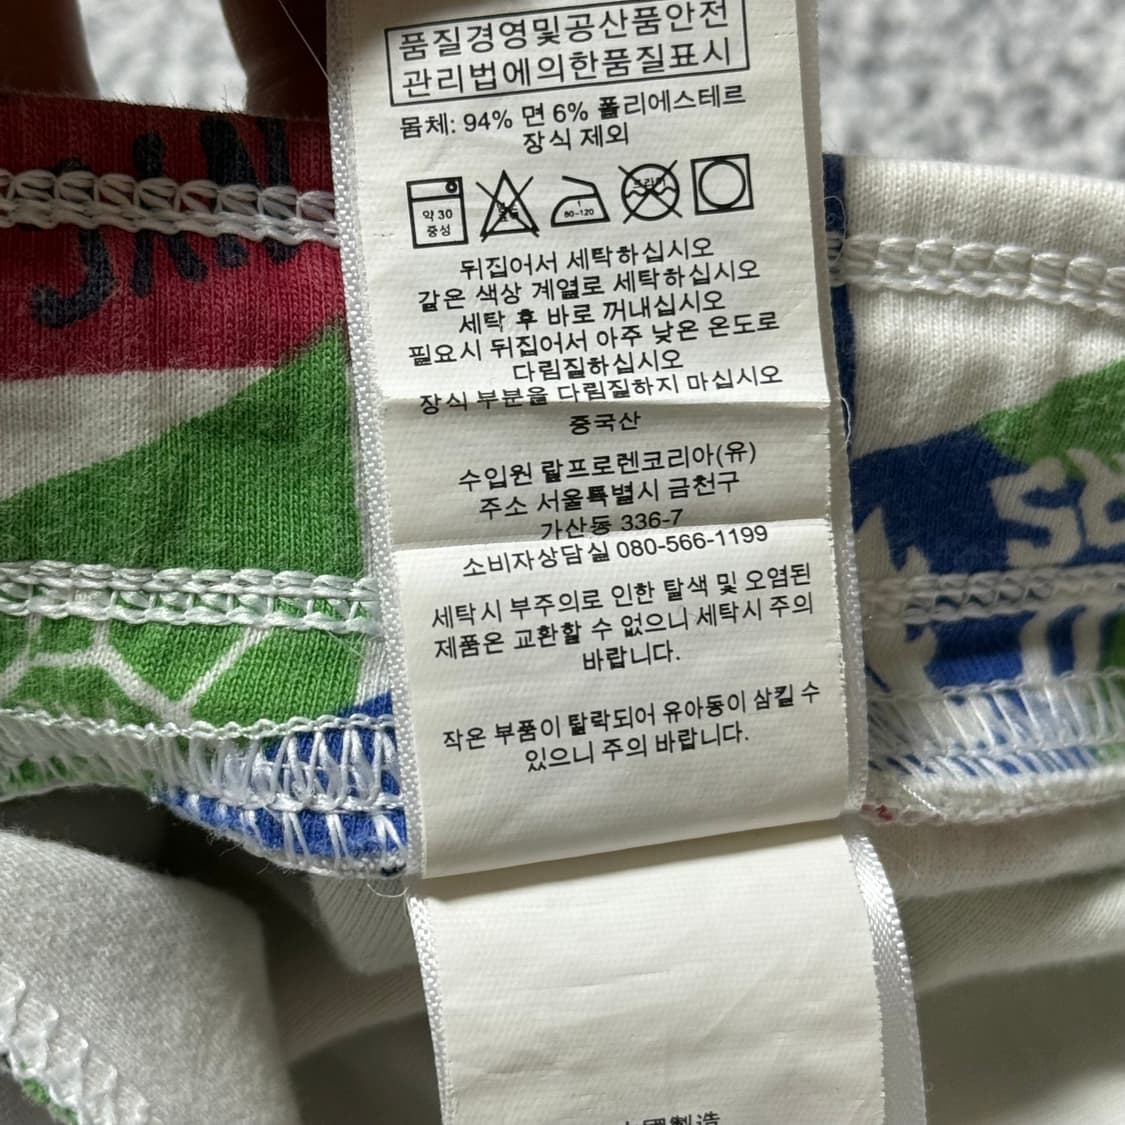 품질경영및공산품안전
관리법에의한품질표시
몸체: 94% 면 6% 폴리에스테르
장식 제외
약 30
중성
1
80-120
드라이
뒤집어서 세탁하십시오
같은 색상 계열로 세탁하십시오
세탁 후 바로 꺼내십시오
필요시 뒤집어서 아주 낮은 온도로
다림질하십시오
장식 부분을 다림질하지 마십시오
중국산
수입원 랄프로렌코리아(유)
주소 서울특별시 금천구
가산동 336-7
소비자상담실 080-566-1199
세탁시 부주의로 인한 탈색 및 오염된
제품은 교환할 수 없으니 세탁시 주의
바랍니다.
작은 부품이 탈락되어 유아동이 삼킬 수
있으니 주의 바랍니다.